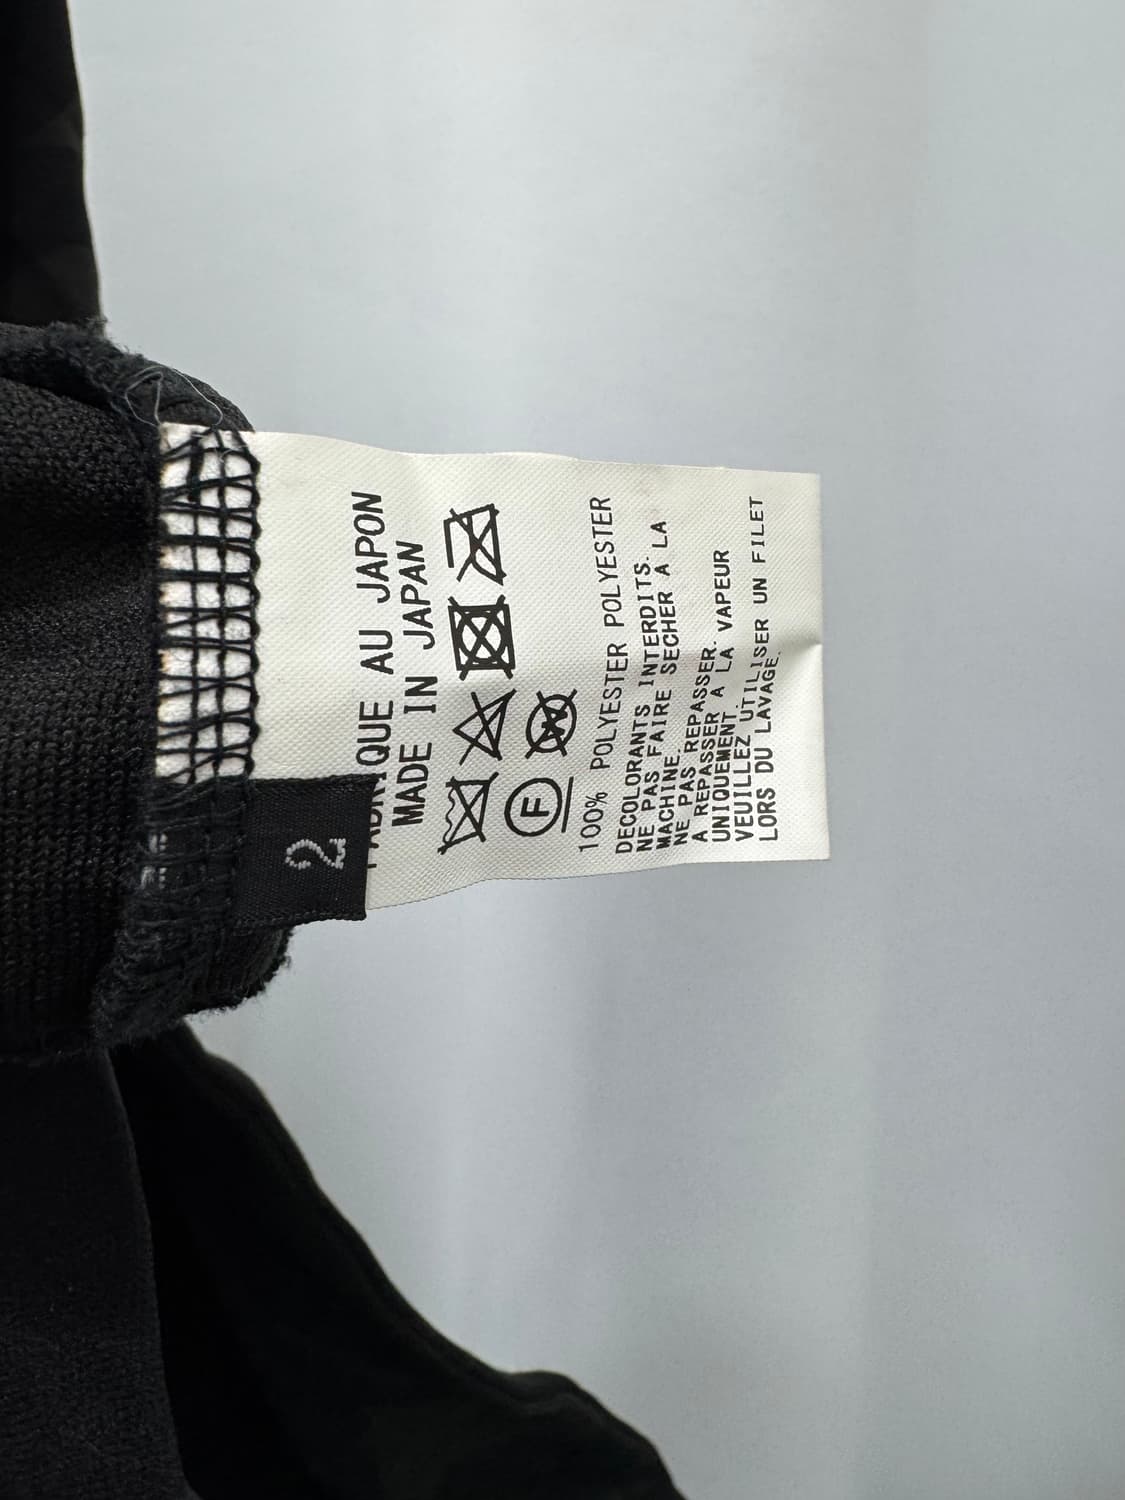 2
FABRIQUE AU JAPON
MADE IN JAPAN
F
W
100% POLYESTER POLYESTER
DECOLORANTS INTERDITS.
NE PAS FAIRE SECHER A LA
MACHINE.
NE PAS REPASSER.
A REPASSER A LA VAPEUR
UNIQUEMENT.
VEUILLEZ UTILISER UN FILET
LORS DU LAVAGE.